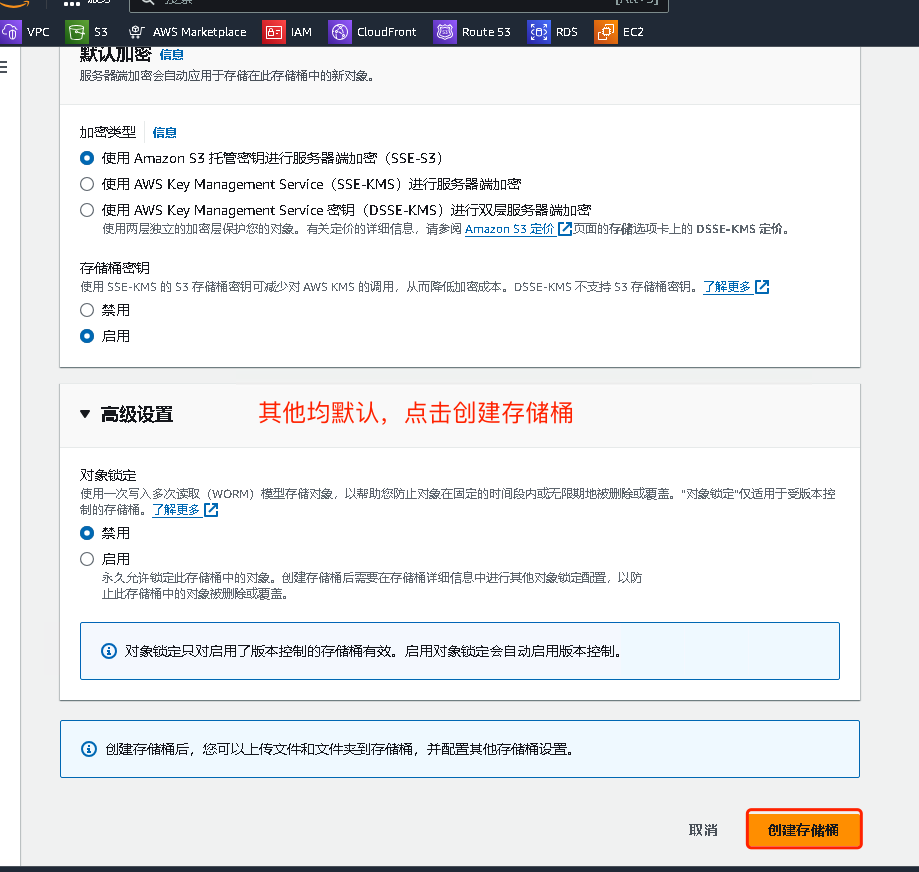 VPC S3 AWS Marketplace IAM CloudFront Route 53 RDS EC2
默认加密 信息
服务器端加密会自动应用于存储在此存储桶中的新对象。
加密类型 信息
使用 Amazon S3 托管密钥进行服务器端加密（SSE-S3）
使用 AWS Key Management Service（SSE-KMS）进行服务器端加密
使用 AWS Key Management Service 密钥（DSSE-KMS）进行双层服务器端加密
使用两层独立的加密层保护您的对象。有关定价的详细信息，请参阅 Amazon S3 定价 页面的存储选项卡上的 DSSE-KMS 定价。
存储桶密钥
使用 SSE-KMS 的 S3 存储桶密钥可减少对 AWS KMS 的调用，从而降低加密成本。DSSE-KMS 不支持 S3 存储桶密钥。了解更多
禁用
启用
高级设置 其他均默认，点击创建存储桶
对象锁定
使用一次写入多次读取（WORM）模型存储对象，以帮助您防止对象在固定的时间段内或无限期地被删除或覆盖。"对象锁定"仅适用于受版本控
制的存储桶。了解更多
禁用
启用
永久允许锁定此存储桶中的对象。创建存储桶后需要在存储桶详细信息中进行其他对象锁定配置，以防
止此存储桶中的对象被删除或覆盖。
对象锁定只对启用了版本控制的存储桶有效。启用对象锁定会自动启用版本控制。
创建存储桶后，您可以上传文件和文件夹到存储桶，并配置其他存储桶设置。
取消 创建存储桶